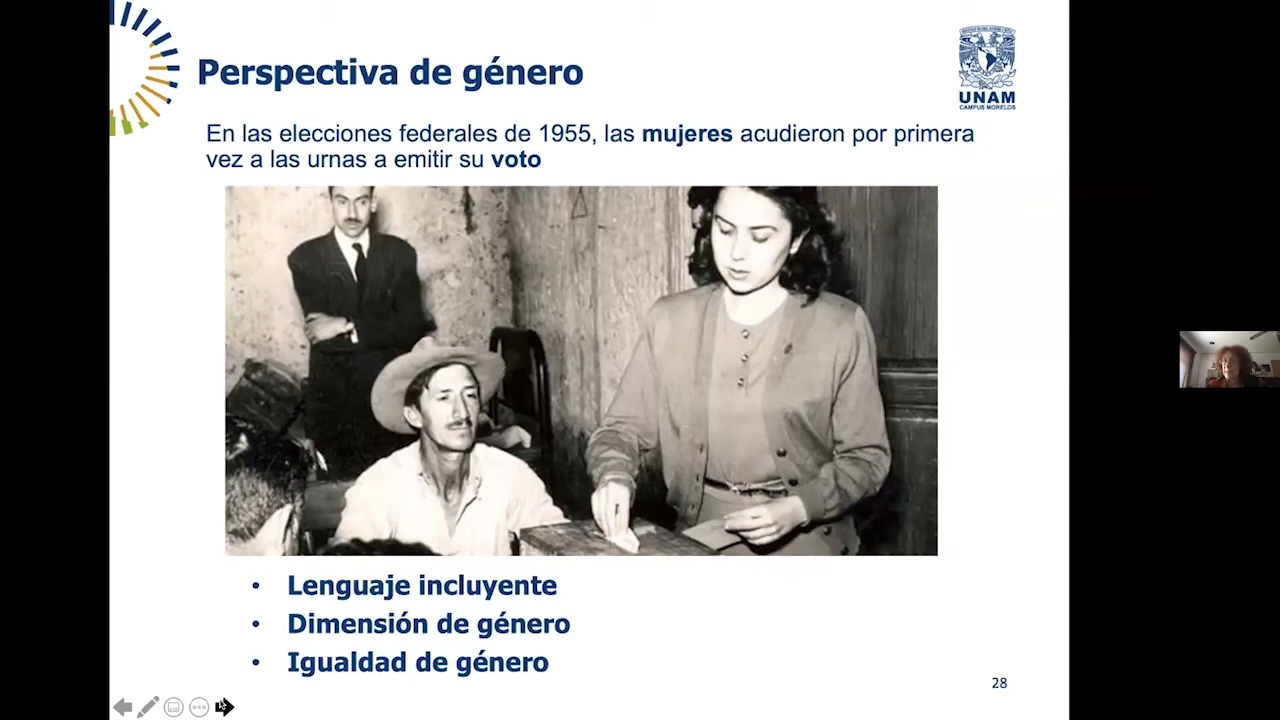 Perspectiva de género
UNAM
CAMPUS MORELOS
En las elecciones federales de 1955, las mujeres acudieron por primera
vez a las urnas a emitir su voto
• Lenguaje incluyente
• Dimensión de género
• Igualdad de género
28